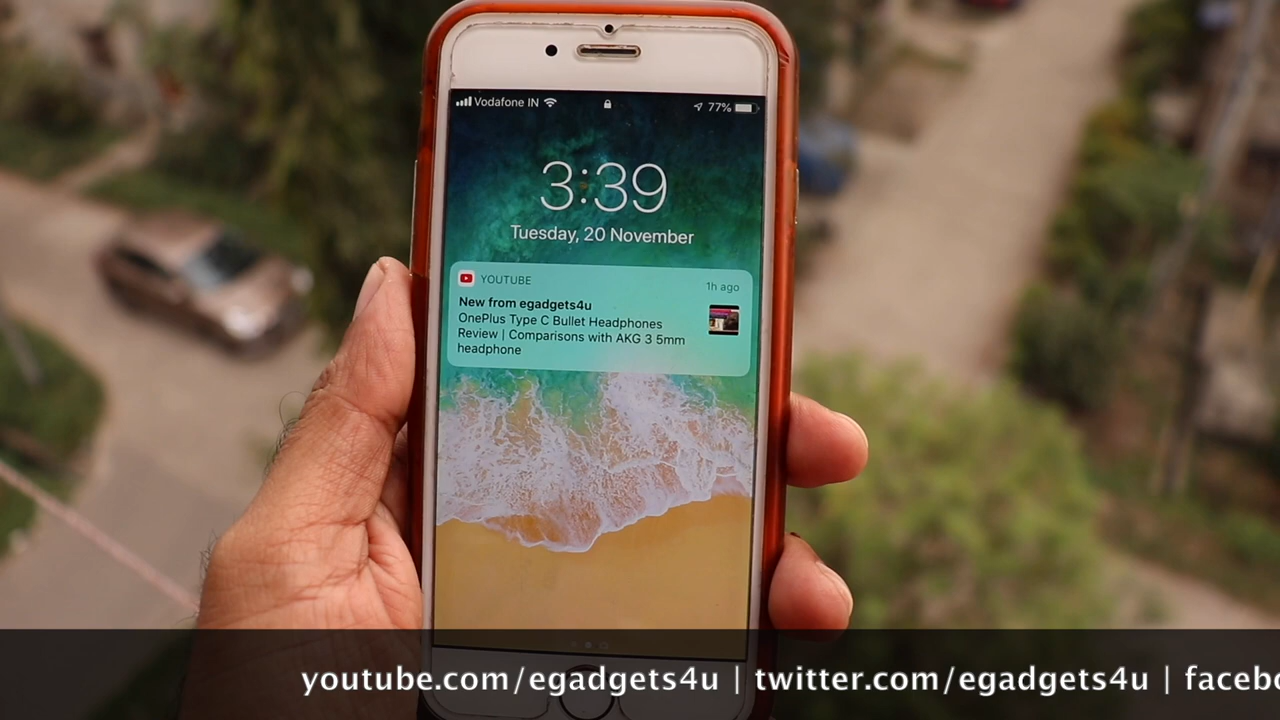 Vodafone IN
77%
3:39
Tuesday, 20 November
YOUTUBE
1h ago
New from egadgets4u
OnePlus Type C Bullet Headphones
Review | Comparisons with AKG 3 5mm
headphone
youtube.com/egadgets4u | twitter.com/egadgets4u |